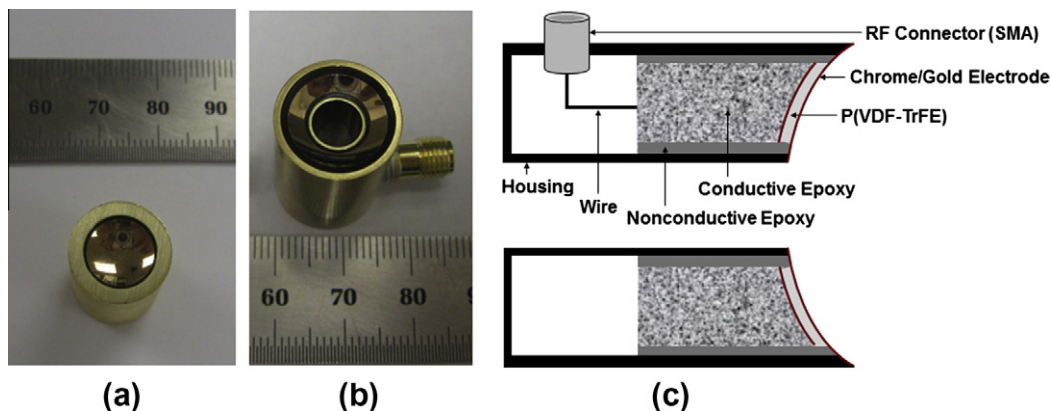 60 70 80 90
(a)
60 70 80
(b)
RF Connector (SMA)
Chrome/Gold Electrode
P(VDF-TrFE)
Housing
Wire
Conductive Epoxy
Nonconductive Epoxy
(c)